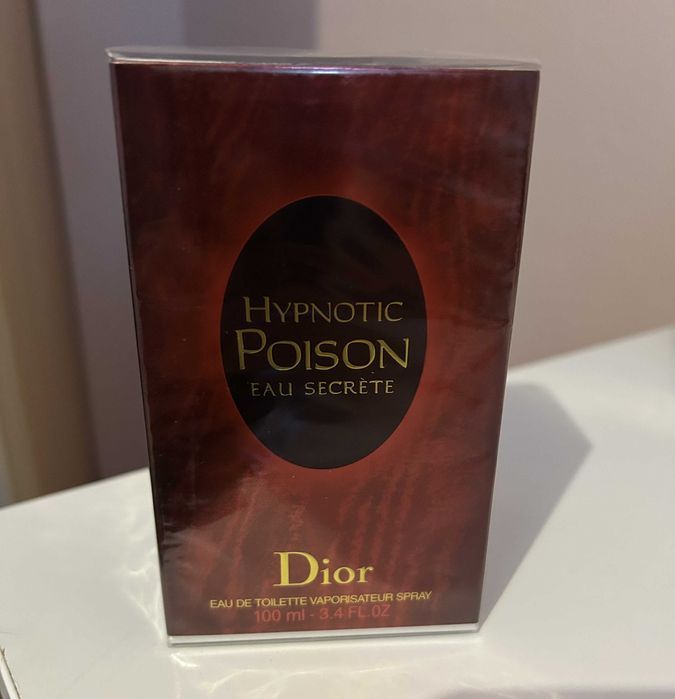 HYPNOTIC
POISON
EAU SECRÈTE
Dior
EAU DE TOILETTE VAPORISATEUR SPRAY
100 ml - 3.4 FL.OZ